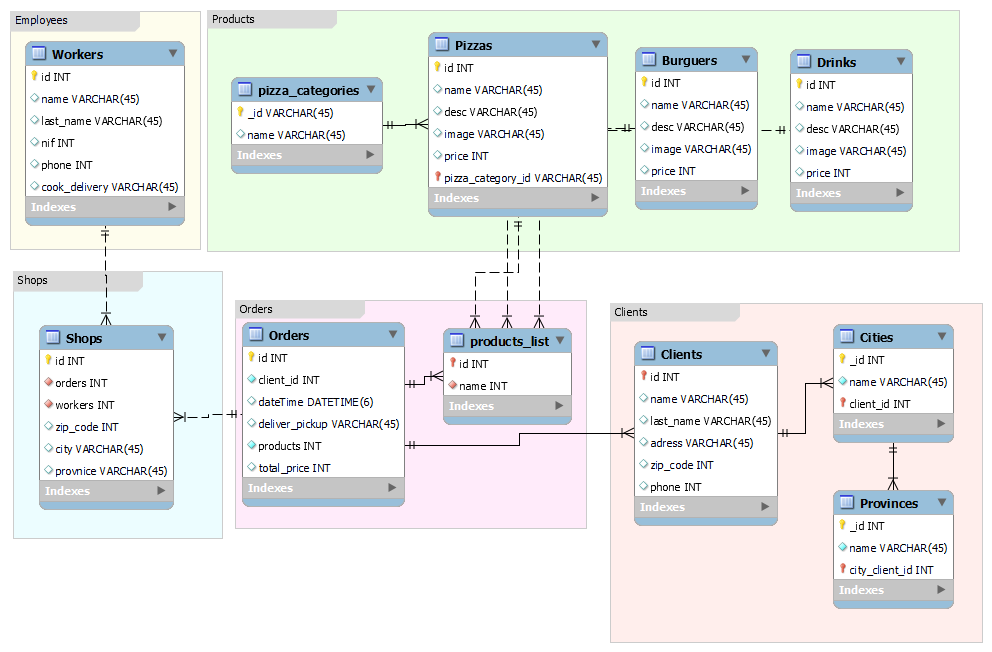 Employees
Workers
id INT
name VARCHAR(45)
last_name VARCHAR(45)
nif INT
phone INT
cook_delivery VARCHAR(45)
Indexes
Products
pizza_categories
_id VARCHAR(45)
name VARCHAR(45)
Indexes
Pizzas
id INT
name VARCHAR(45)
desc VARCHAR(45)
image VARCHAR(45)
price INT
pizza_category_id VARCHAR(45)
Indexes
Burguers
id INT
name VARCHAR(45)
desc VARCHAR(45)
image VARCHAR(45)
price INT
Indexes
Drinks
id INT
name VARCHAR(45)
desc VARCHAR(45)
image VARCHAR(45)
price INT
Indexes
Shops
Shops
id INT
orders INT
workers INT
zip_code INT
city VARCHAR(45)
provnice VARCHAR(45)
Indexes
Orders
Orders
id INT
client_id INT
dateTime DATETIME(6)
deliver_pickup VARCHAR(45)
products INT
total_price INT
Indexes
products_list
id INT
name INT
Indexes
Clients
Clients
id INT
name VARCHAR(45)
last_name VARCHAR(45)
adress VARCHAR(45)
zip_code INT
phone INT
Indexes
Cities
_id INT
name VARCHAR(45)
client_id INT
Indexes
Provinces
_id INT
name VARCHAR(45)
city_client_id INT
Indexes